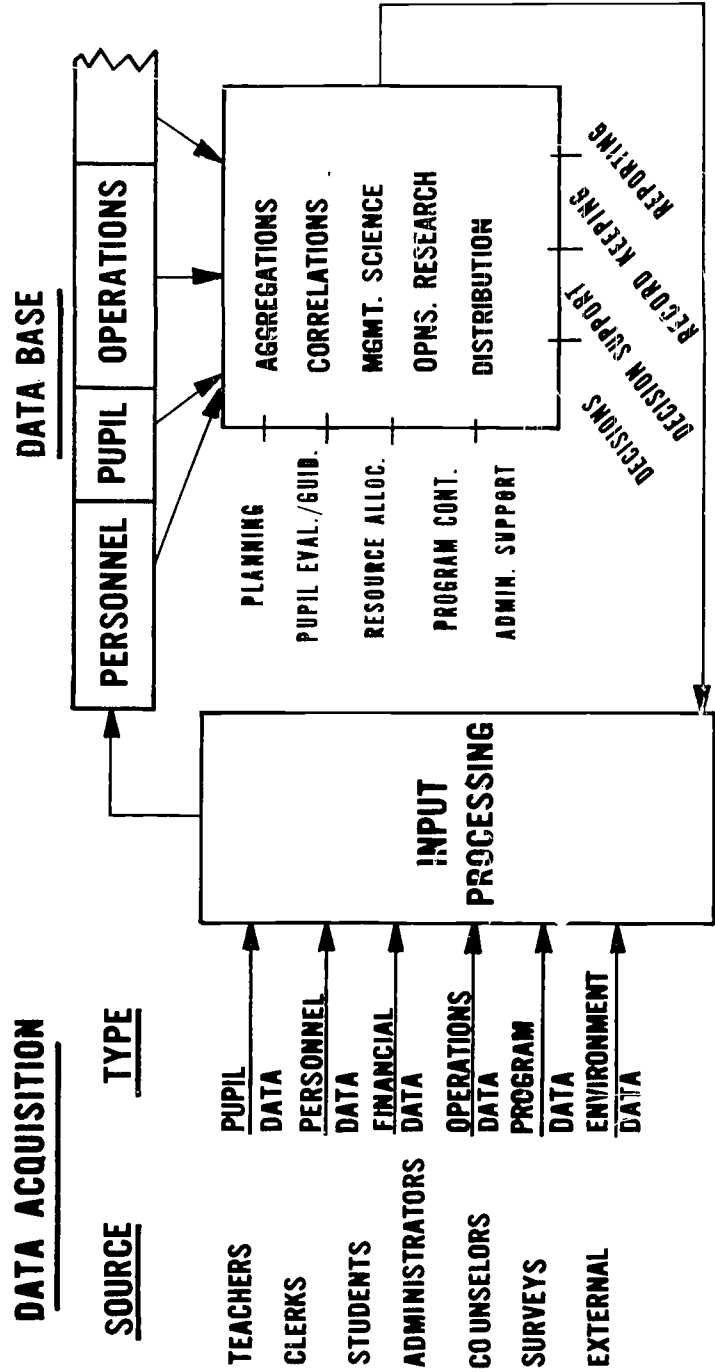 DATA ACQUISITION
SOURCE
TYPE
TEACHERS
CLERKS
STUDENTS
ADMINISTRATORS
COUNSELORS
SURVEYS
EXTERNAL
PUPIL
DATA
PERSONNEL
DATA
FINANCIAL
DATA
OPERATIONS
DATA
PROGRAM
DATA
ENVIRONMENT
DATA
INPUT
PROCESSING
DATA BASE
PERSONNEL
PUPIL
OPERATIONS
PLANNING
PUPIL EVAL./GUID.
RESOURCE ALLOC.
PROGRAM CONT.
ADMIN. SUPPORT
AGGREGATIONS
CORRELATIONS
MGMT. SCIENCE
OPNS. RESEARCH
DISTRIBUTION
DECISIONS
DECISION SUPPORT
RECORD KEEPING
REPORTING